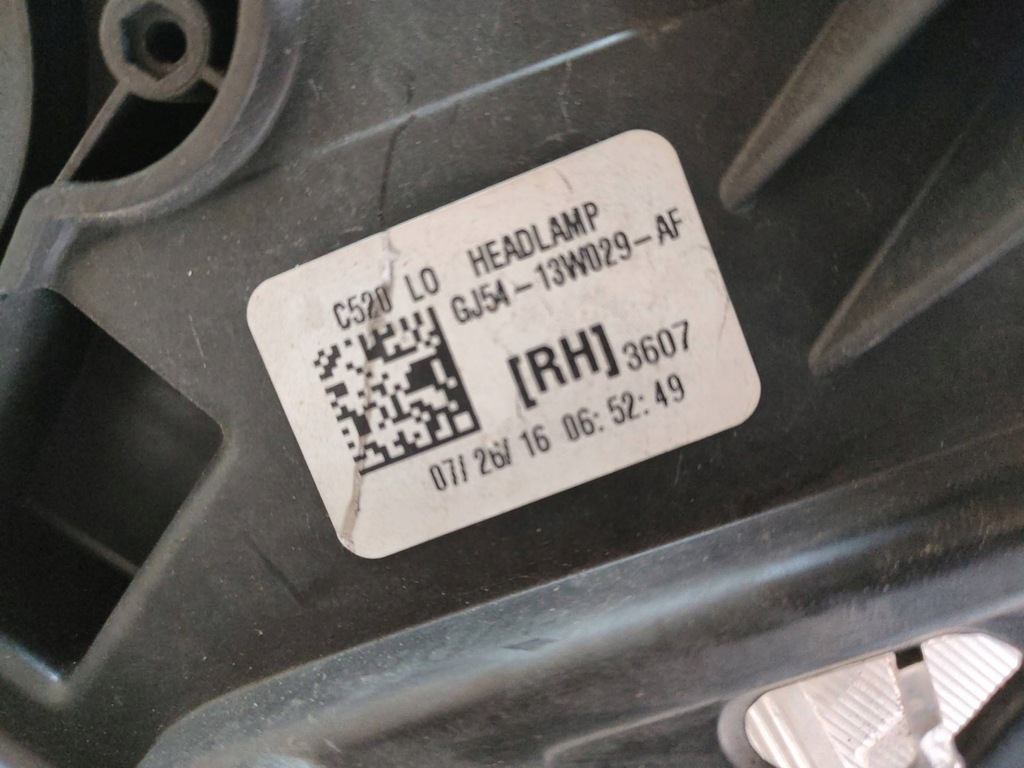 C520 LO HEADLAMP
GJ54-13W029-AF
[RH] 3607
07/26/16 06:52:49